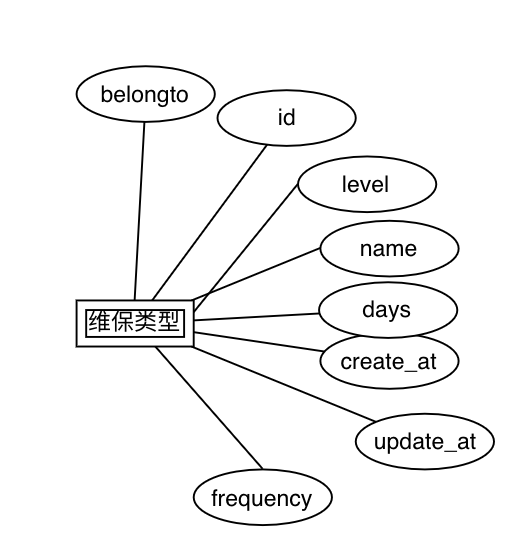 belongto
id
level
name
days
维保类型
create_at
update_at
frequency